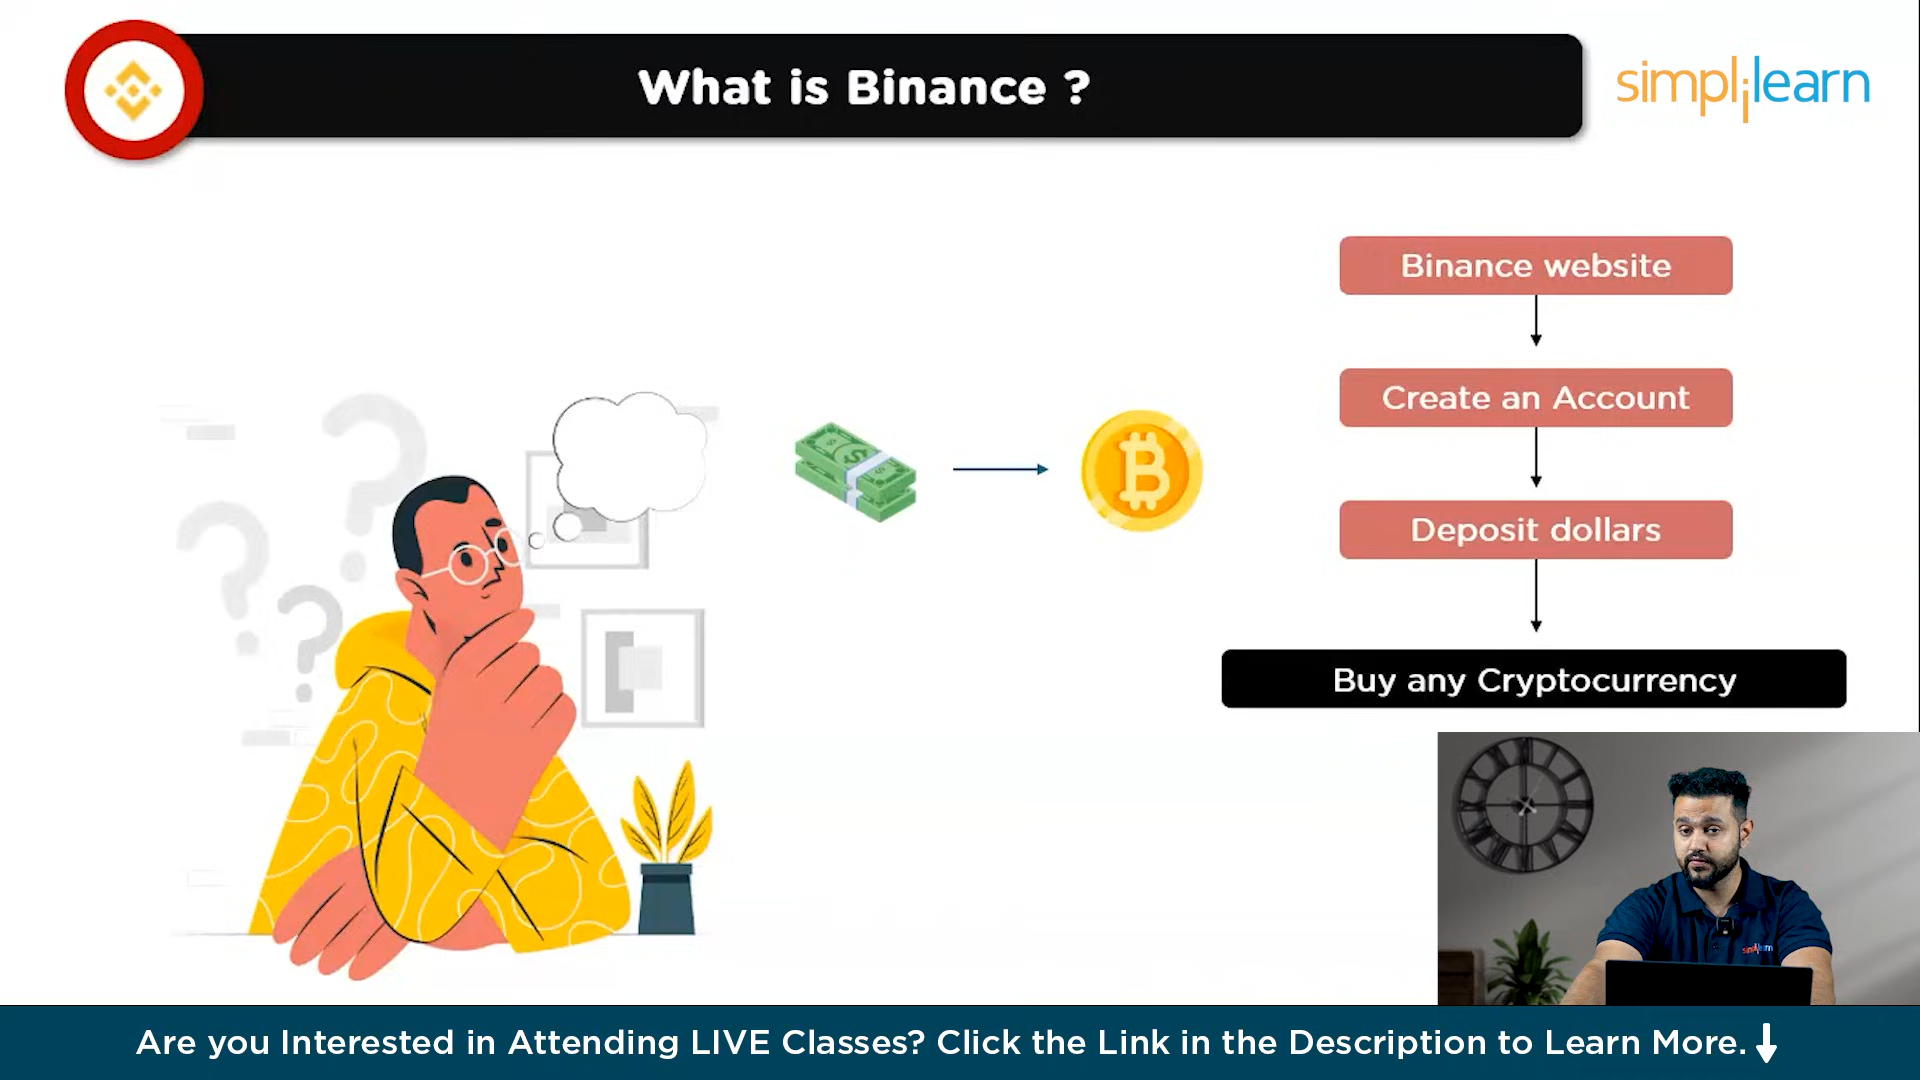 What is Binance ?
simplilearn
Binance website
Create an Account
Deposit dollars
Buy any Cryptocurrency
simplilearn
Are you Interested in Attending LIVE Classes? Click the Link in the Description to Learn More.